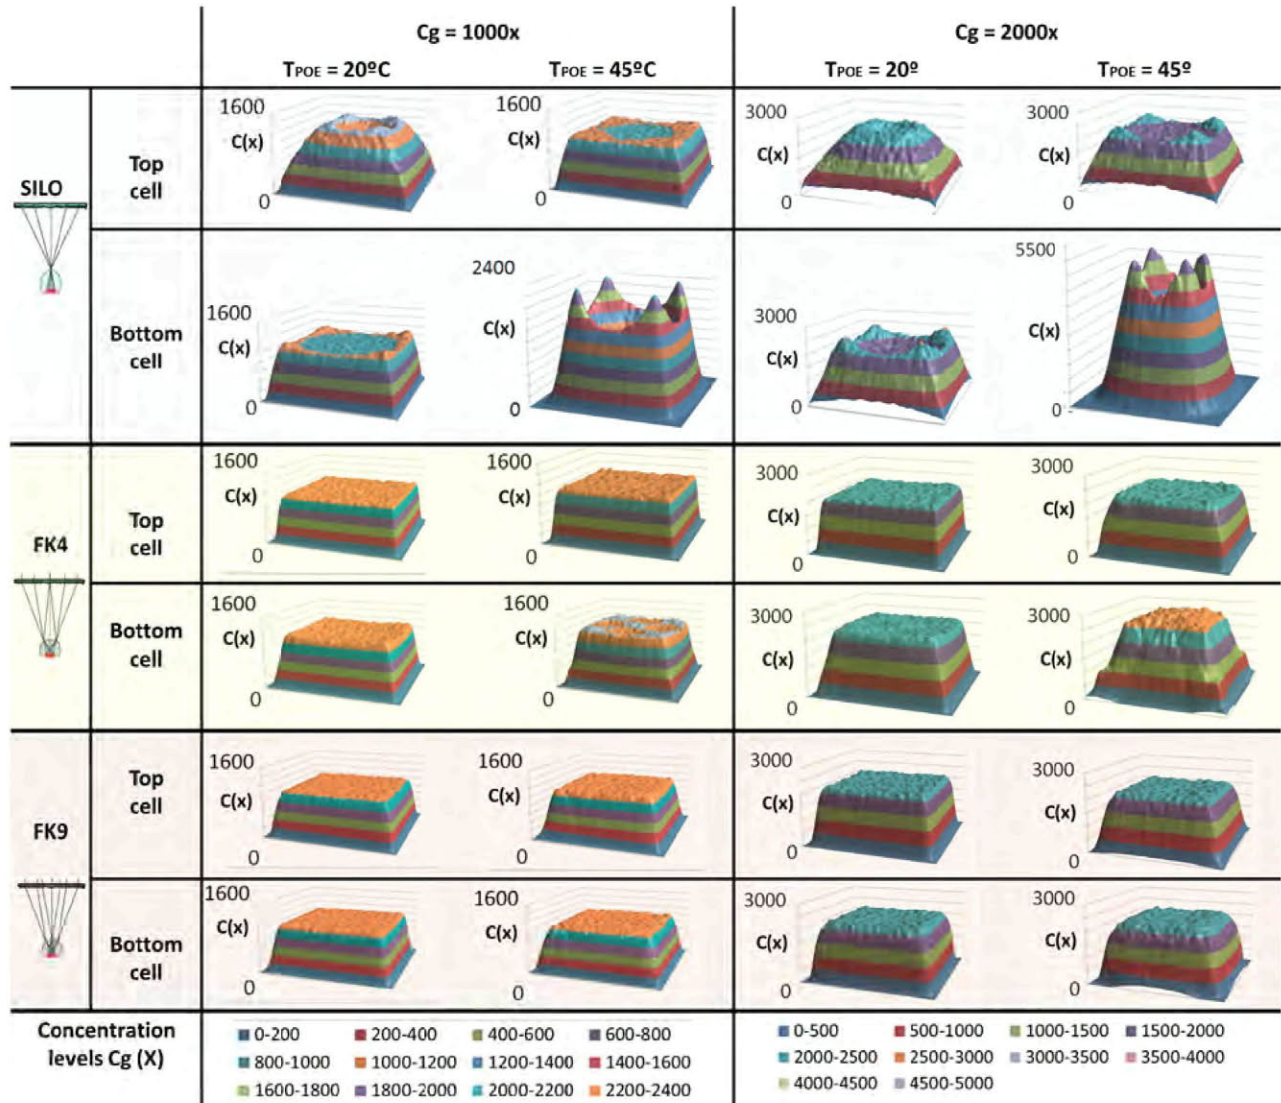 Cg = 1000x
Cg = 2000x
TPOE = 20ºC
TPOE = 45ºC
TPOE = 20º
TPOE = 45º
SILO
Top
cell
1600
C(x)
0
1600
C(x)
0
3000
C(x)
0
3000
C(x)
0
Bottom
cell
1600
C(x)
0
2400
C(x)
0
3000
C(x)
0
5500
C(x)
0
FK4
Top
cell
1600
C(x)
0
1600
C(x)
0
3000
C(x)
0
3000
C(x)
0
Bottom
cell
1600
C(x)
0
1600
C(x)
0
3000
C(x)
0
3000
C(x)
0
FK9
Top
cell
1600
C(x)
0
1600
C(x)
0
3000
C(x)
0
3000
C(x)
0
Bottom
cell
1600
C(x)
0
1600
C(x)
0
3000
C(x)
0
3000
C(x)
0
Concentration
levels Cg (X)
0-200 200-400 400-600 600-800
800-1000 1000-1200 1200-1400 1400-1600
1600-1800 1800-2000 2000-2200 2200-2400
0-500 500-1000 1000-1500 1500-2000
2000-2500 2500-3000 3000-3500 3500-4000
4000-4500 4500-5000